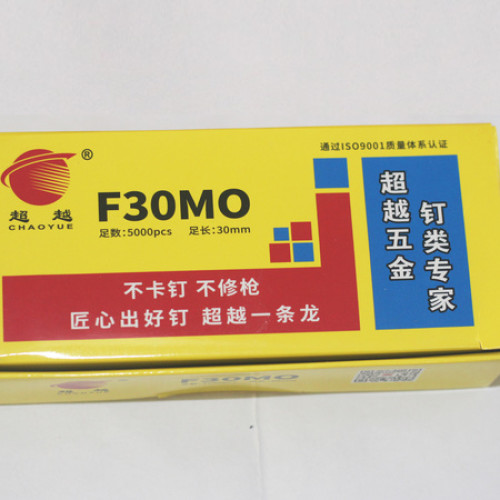 通过ISO9001质量体系认证
®
超越
CHAOYUE
F30MO
足数:5000pcs 足长:30mm
不卡钉 不修枪
匠心出好钉 超越一条龙
超越五金
钉类专家
超越
F30MO